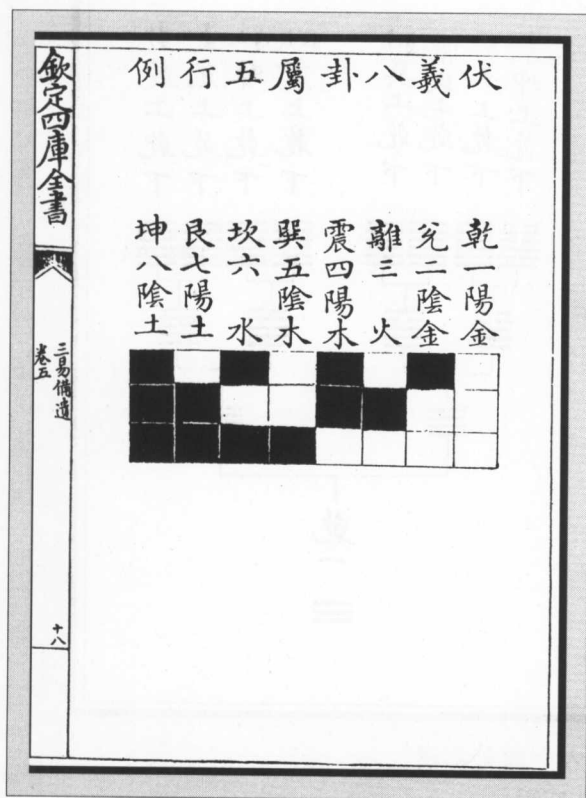 伏羲八卦屬五行例
乾一陽金
兊二陰金
離三火
震四陽木
巽五陰木
坎六水
艮七陽土
坤八陰土
欽定四庫全書
三易備遺
卷五
十八